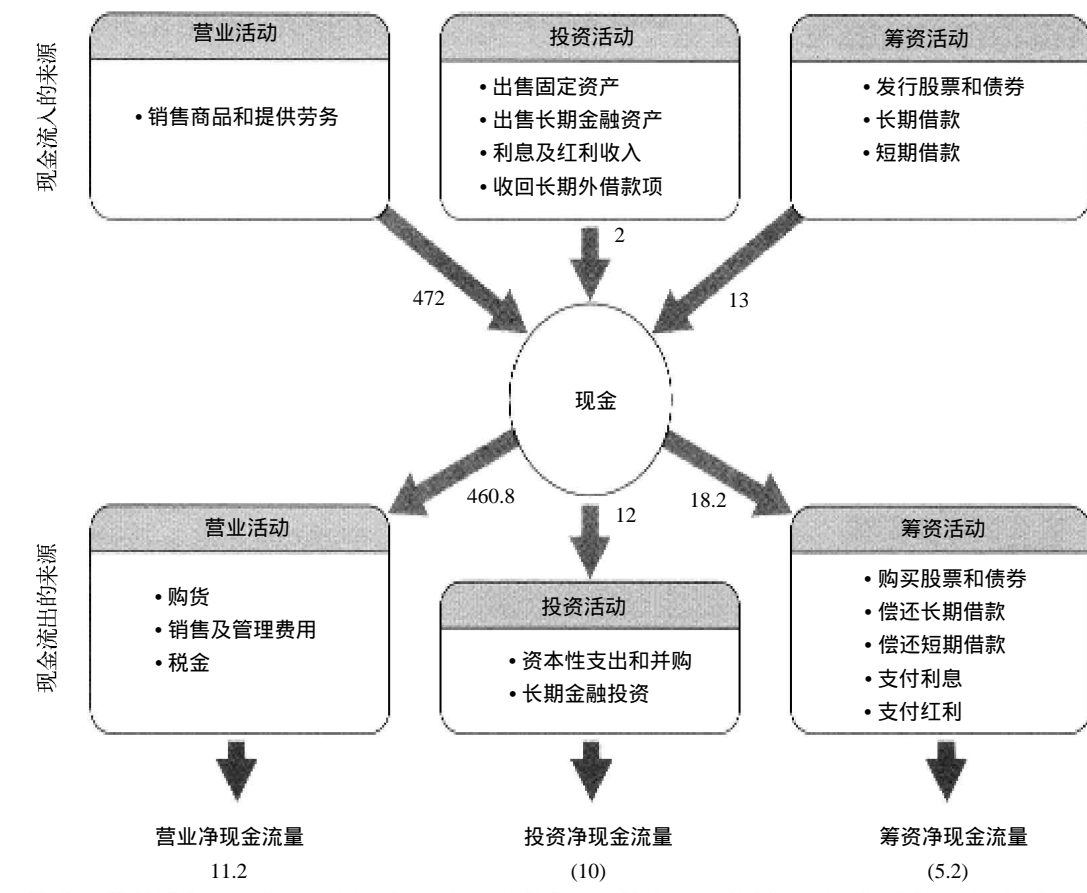 现金流人的来源
营业活动
• 销售商品和提供劳务
投资活动
• 出售固定资产
• 出售长期金融资产
• 利息及红利收入
• 收回长期外借款项
筹资活动
• 发行股票和债券
• 长期借款
• 短期借款
472
2
13
现金
460.8
12
18.2
现金流出的来源
营业活动
• 购货
• 销售及管理费用
• 税金
投资活动
• 资本性支出和并购
• 长期金融投资
筹资活动
• 购买股票和债券
• 偿还长期借款
• 偿还短期借款
• 支付利息
• 支付红利
营业净现金流量
11.2
投资净现金流量
(10)
筹资净现金流量
(5.2)